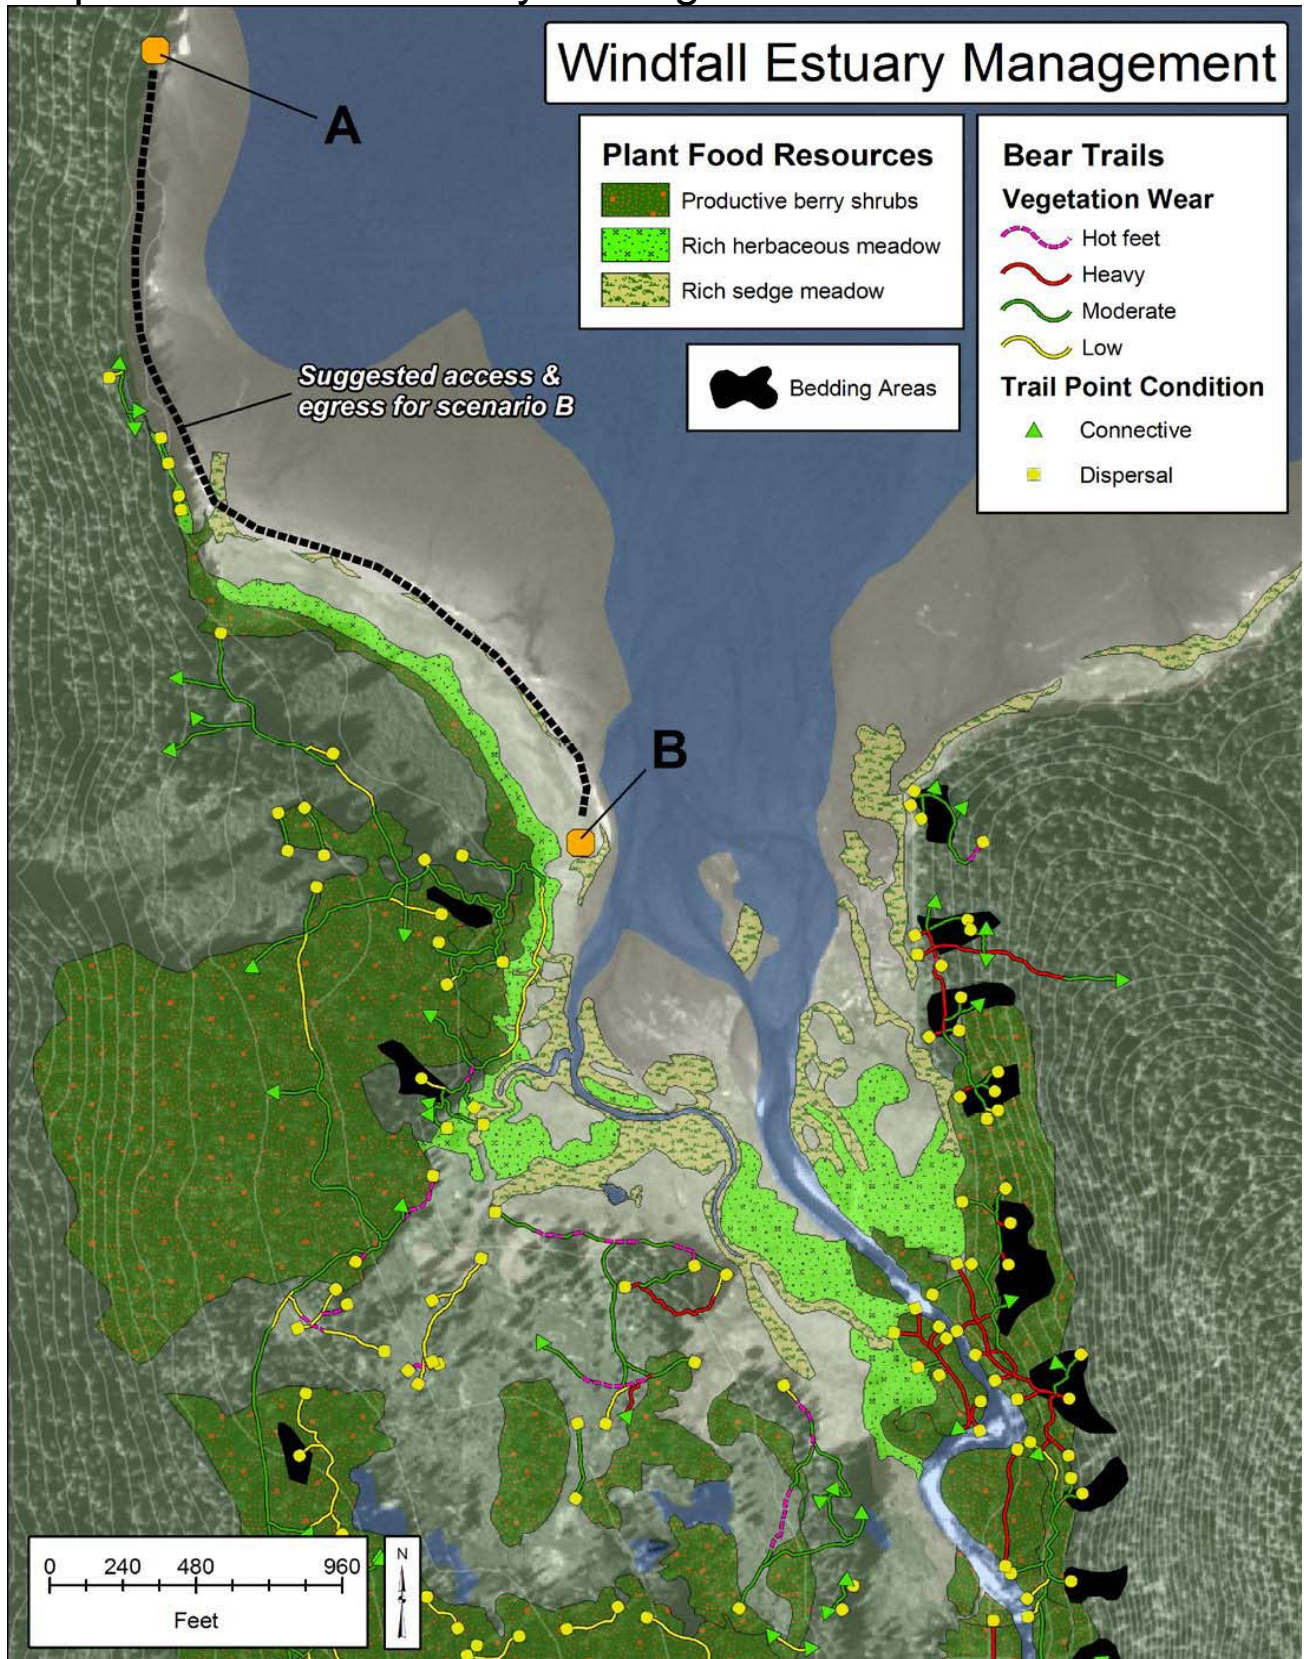 Windfall Estuary Management
A
Plant Food Resources
Productive berry shrubs
Rich herbaceous meadow
Rich sedge meadow
Bear Trails
Vegetation Wear
Hot feet
Heavy
Moderate
Low
Trail Point Condition
Connective
Dispersal
Bedding Areas
Suggested access &
egress for scenario B
B
0 240 480 960
Feet
N